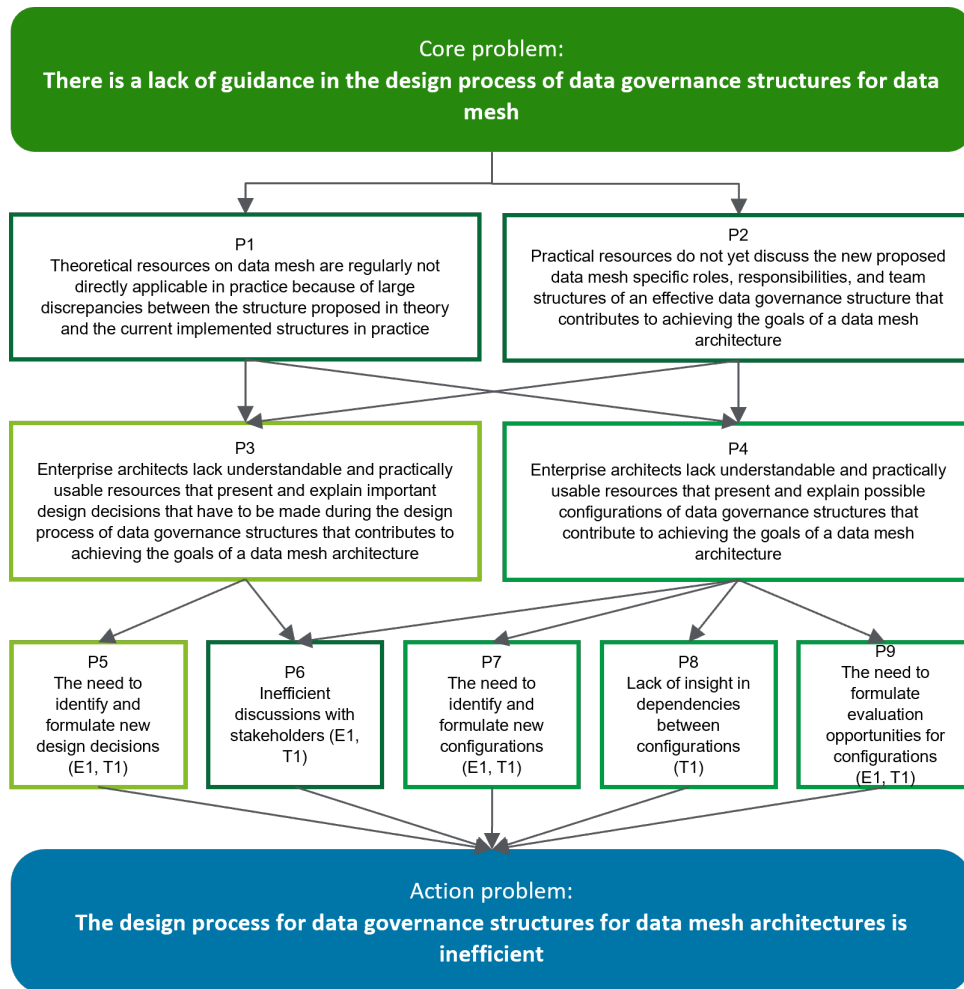 Core problem:
There is a lack of guidance in the design process of data governance structures for data
mesh
P1
Theoretical resources on data mesh are regularly not
directly applicable in practice because of large
discrepancies between the structure proposed in theory
and the current implemented structures in practice
P2
Practical resources do not yet discuss the new proposed
data mesh specific roles, responsibilities, and team
structures of an effective data governance structure that
contributes to achieving the goals of a data mesh
architecture
P3
Enterprise architects lack understandable and practically
usable resources that present and explain important
design decisions that have to be made during the design
process of data governance structures that contributes to
achieving the goals of a data mesh architecture
P4
Enterprise architects lack understandable and practically
usable resources that present and explain possible
configurations of data governance structures that
contribute to achieving the goals of a data mesh
architecture
P5
The need to
identify and
formulate new
design decisions
(E1, T1)
P6
Inefficient
discussions with
stakeholders (E1,
T1)
P7
The need to
identify and
formulate new
configurations
(E1, T1)
P8
Lack of insight in
dependencies
between
configurations
(T1)
P9
The need to
formulate
evaluation
opportunities for
configurations
(E1, T1)
Action problem:
The design process for data governance structures for data mesh architectures is
inefficient